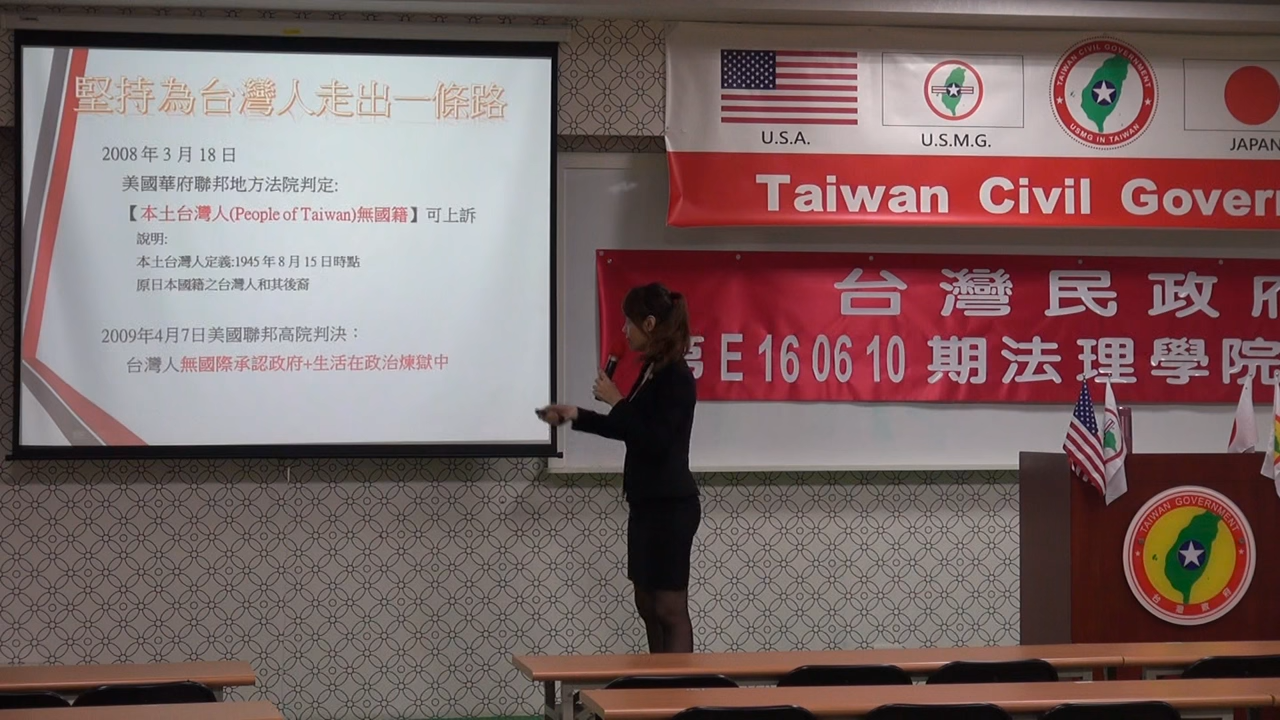 堅持為台灣人走出一條路
2008 年 3 月 18 日
美國華府聯邦地方法院判定:
【本土台灣人(People of Taiwan)無國籍】可上訴
說明:
本土台灣人定義:1945 年 8 月 15 日時點
原日本國籍之台灣人和其後裔
2009年4月7日美國聯邦高院判決：
台灣人無國際承認政府+生活在政治煉獄中
U.S.A.
U.S.M.G.
TAIWAN CIVIL GOVERNMENT
USMG IN TAIWAN
JAPAN
Taiwan Civil Gover
台灣民政府
第 E 16 06 10 期法理學院
TAIWAN GOVERNMENT
台灣政府